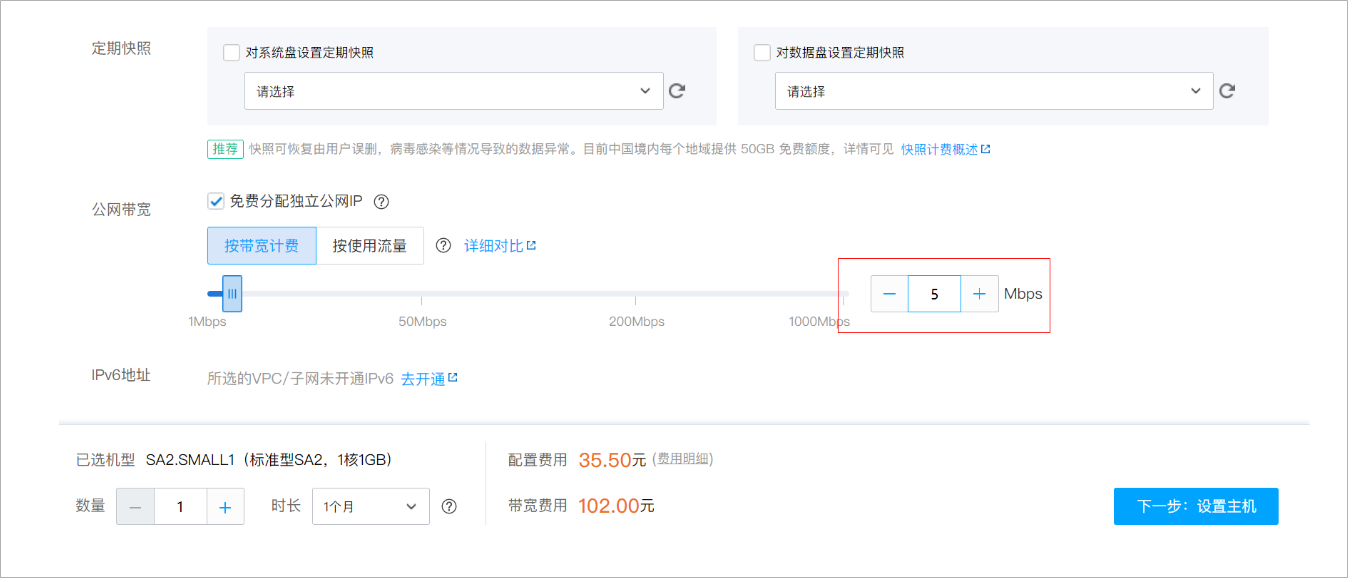 定期快照
对系统盘设置定期快照
对数据盘设置定期快照
请选择
请选择
推荐 快照可恢复由用户误删，病毒感染等情况导致的数据异常。目前中国境内每个地域提供 50GB 免费额度，详情可见 快照计费概述
公网带宽
免费分配独立公网IP ?
按带宽计费 按使用流量 ? 详细对比
− 5 + Mbps
1Mbps 50Mbps 200Mbps 1000Mbps
IPv6地址
所选的VPC/子网未开通IPv6 去开通
已选机型 SA2.SMALL1（标准型SA2，1核1GB）
配置费用 35.50元 (费用明细)
数量 − 1 + 时长 1个月 ?
带宽费用 102.00元
下一步：设置主机